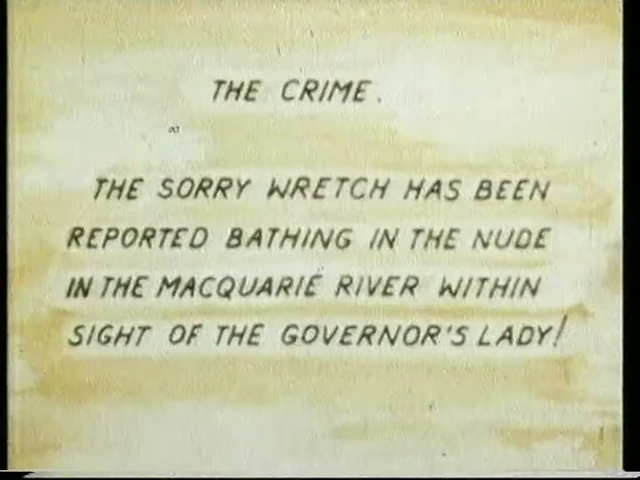 THE CRIME.
THE SORRY WRETCH HAS BEEN
REPORTED BATHING IN THE NUDE
IN THE MACQUARIE RIVER WITHIN
SIGHT OF THE GOVERNOR'S LADY!